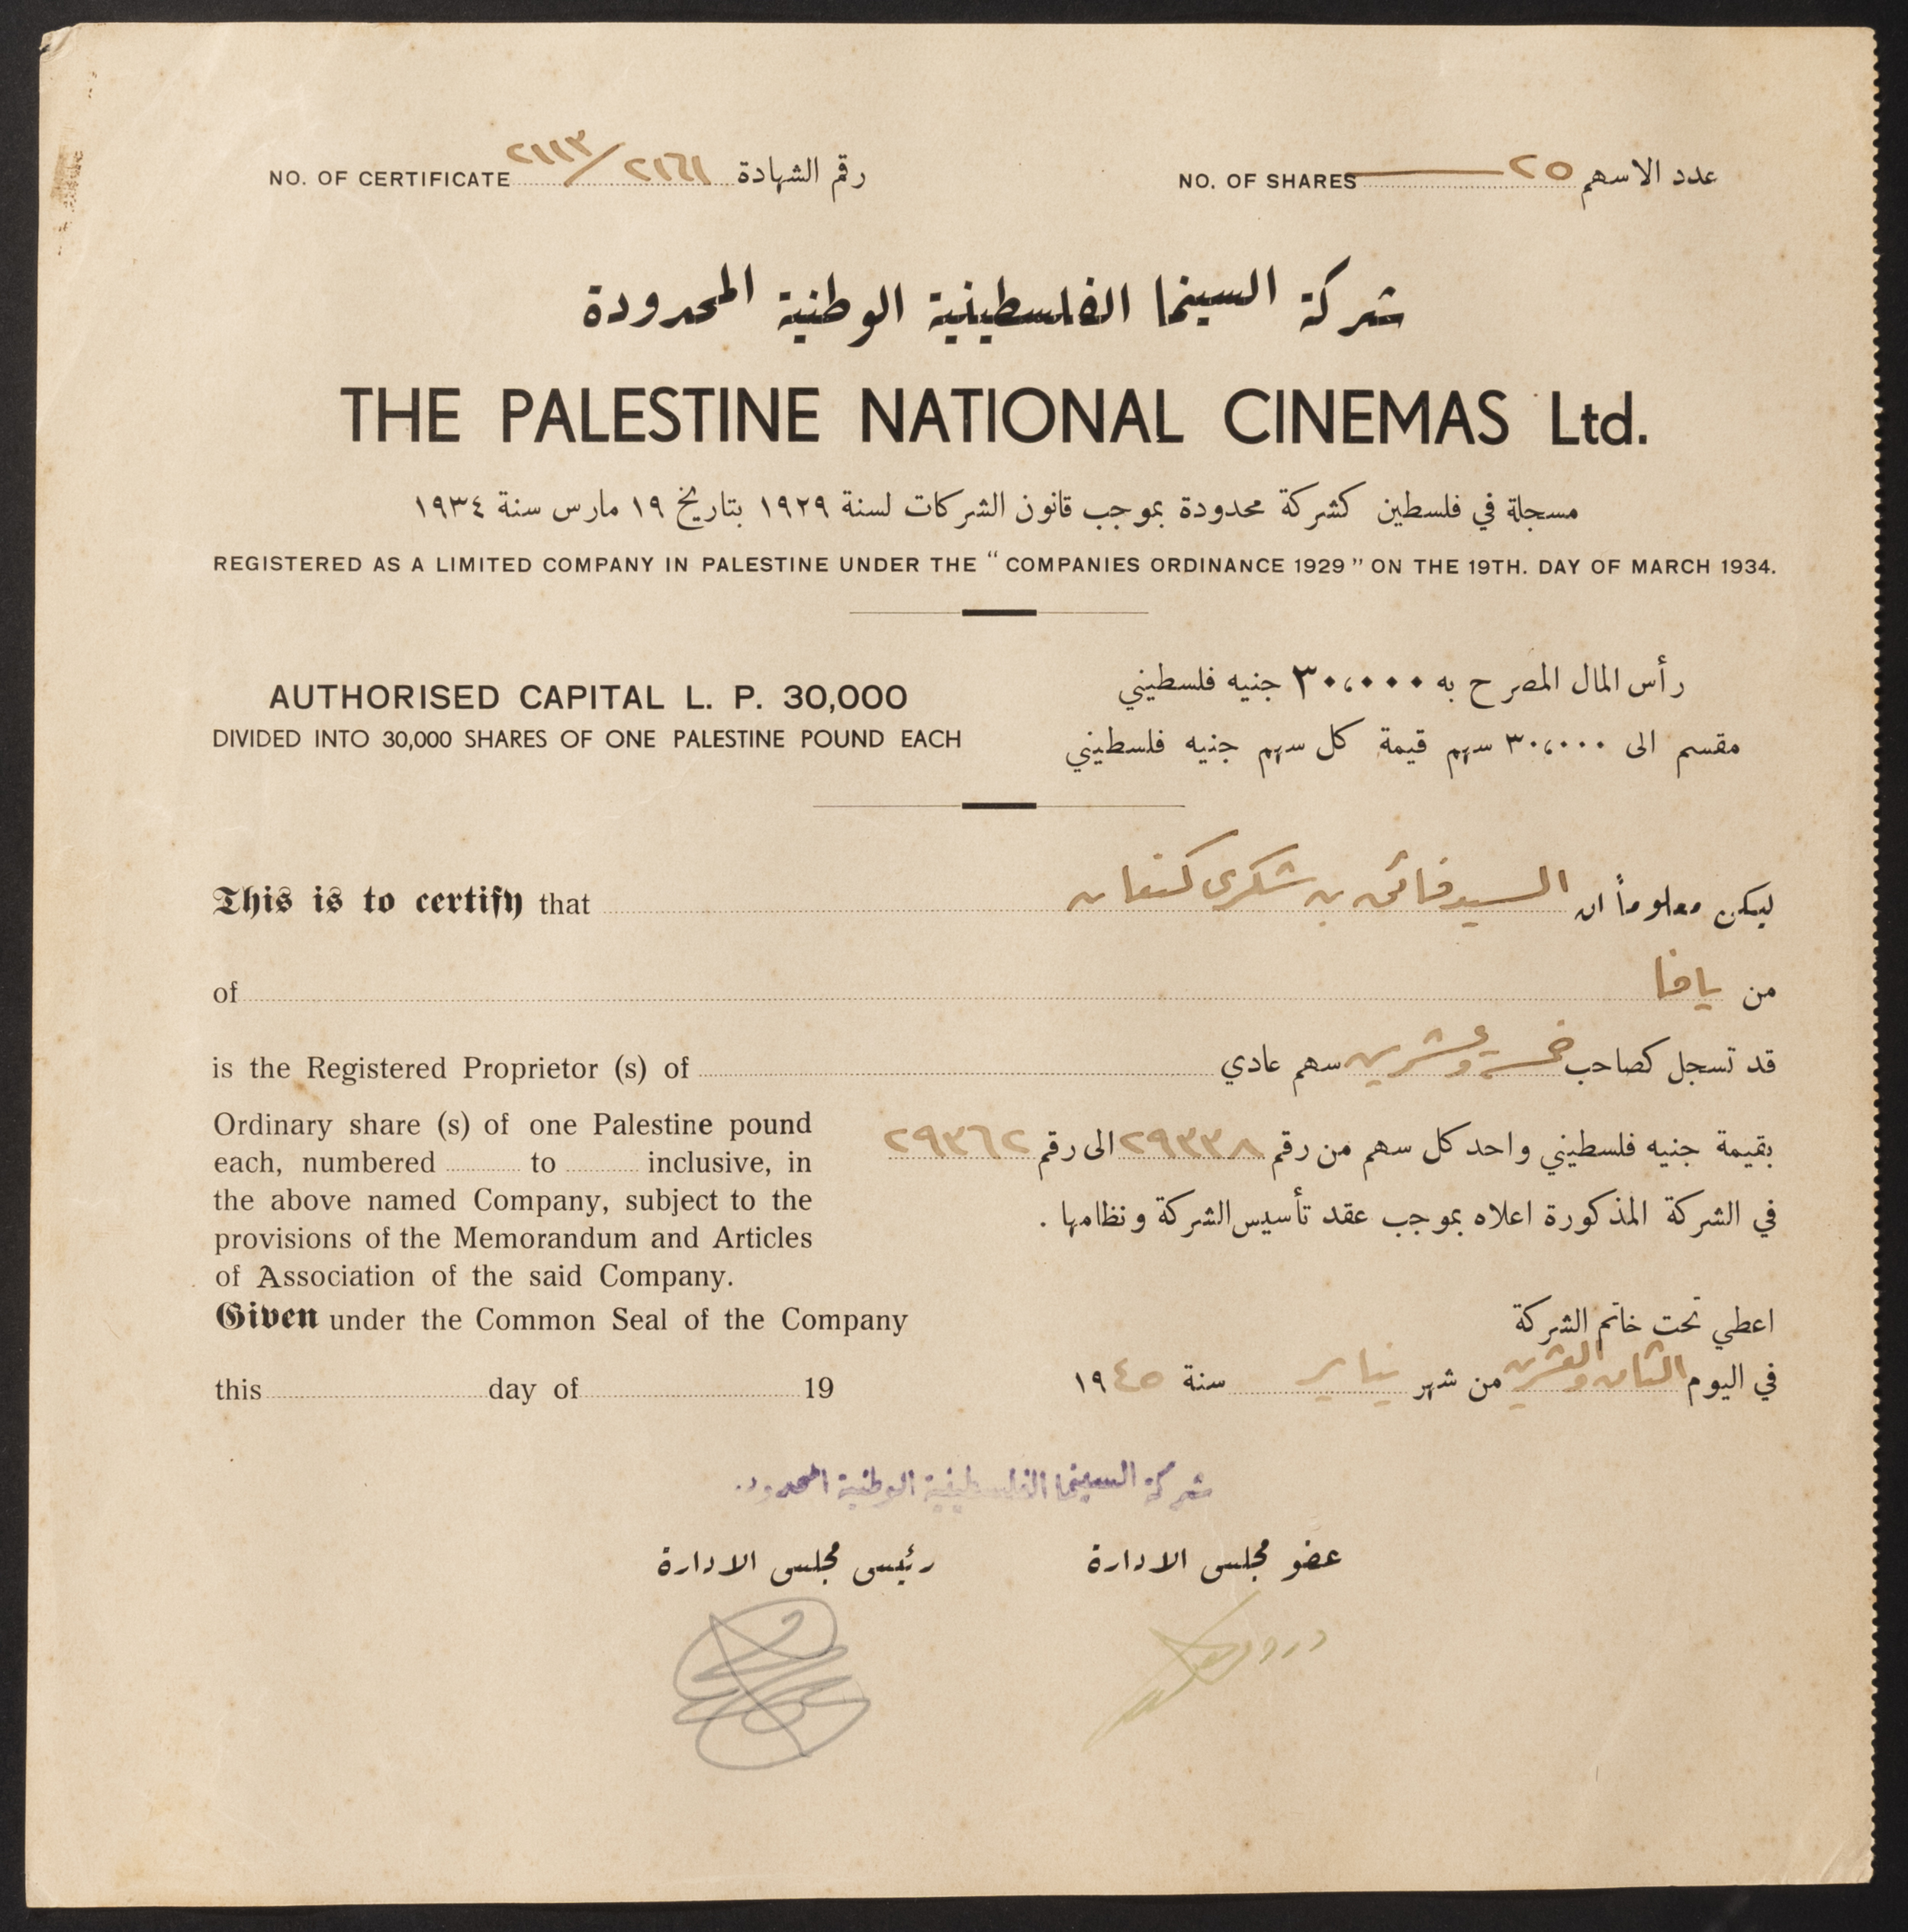 NO. OF CERTIFICATE ٢١١٣/٢١٦١ رقم الشهادة
NO. OF SHARES ٢٥ عدد الاسهم
شركة السينما الفلسطينية الوطنية المحدودة
THE PALESTINE NATIONAL CINEMAS Ltd.
مسجلة في فلسطين كشركة محدودة بموجب قانون الشركات لسنة ١٩٢٩ بتاريخ ١٩ مارس سنة ١٩٣٤
REGISTERED AS A LIMITED COMPANY IN PALESTINE UNDER THE “ COMPANIES ORDINANCE 1929 ” ON THE 19TH. DAY OF MARCH 1934.
AUTHORISED CAPITAL L. P. 30,000
DIVIDED INTO 30,000 SHARES OF ONE PALESTINE POUND EACH
رأس المال المصرح به ٣٠،٠٠٠ جنيه فلسطيني
مقسم الى ٣٠،٠٠٠ سهم قيمة كل سهم جنيه فلسطيني
This is to certify that
ليكن معلوماً ان السيد فائق بن شكري كنعان
of
من يافا
is the Registered Proprietor (s) of
قد تسجل كصاحب خمسة وعشرين سهم عادي
Ordinary share (s) of one Palestine pound
each, numbered to inclusive, in
the above named Company, subject to the
provisions of the Memorandum and Articles
of Association of the said Company.
بقيمة جنيه فلسطيني واحد كل سهم من رقم ٢٩٣٣٨ الى رقم ٢٩٣٦٢
في الشركة المذكورة اعلاه بموجب عقد تأسيس الشركة ونظامها .
Given under the Common Seal of the Company
this day of 19
اعطي تحت خاتم الشركة
في اليوم الثامن والعشرين من شهر يناير سنة ١٩٤٥
شركة السينما الفلسطينية الوطنية المحدودة
عضو مجلس الادارة
رئيس مجلس الادارة